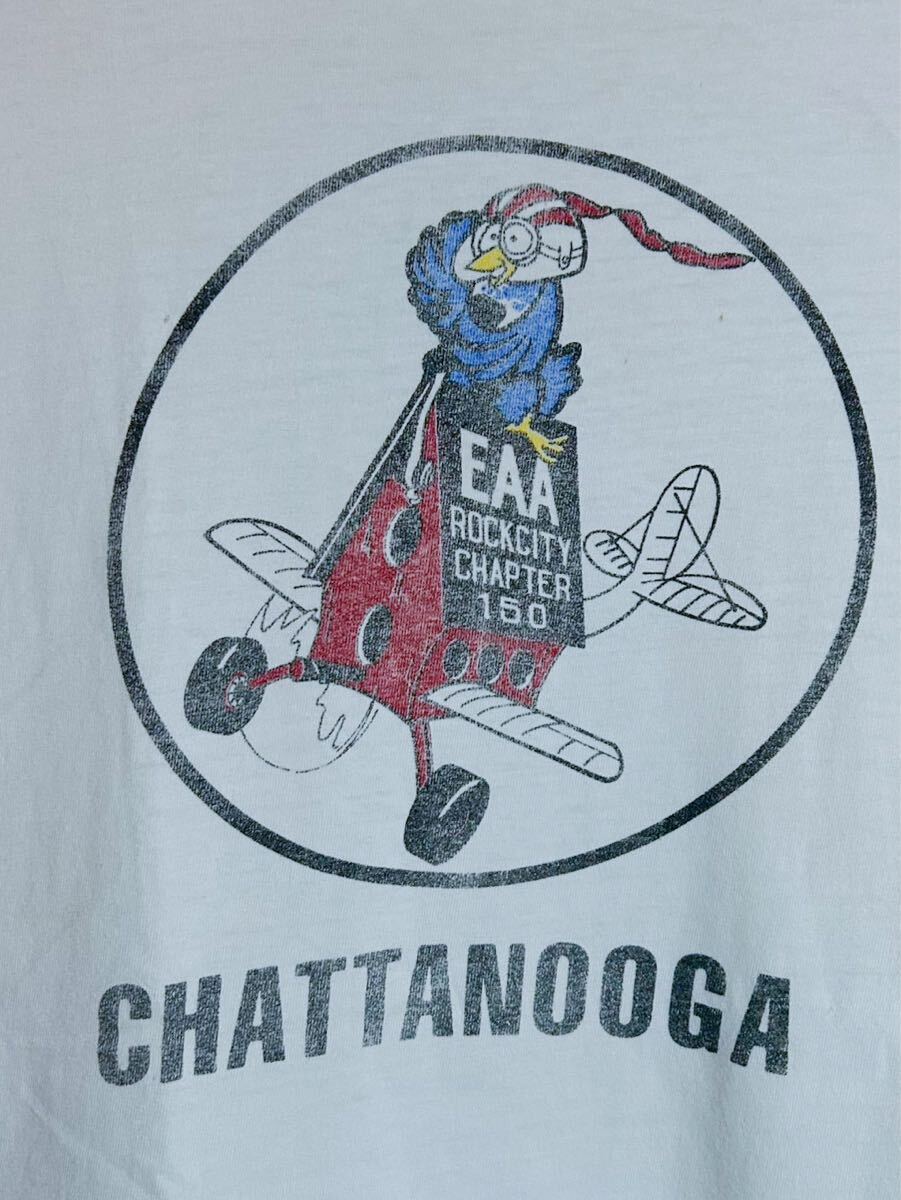 EAA
ROCKCITY
CHAPTER
150
CHATTANOOGA